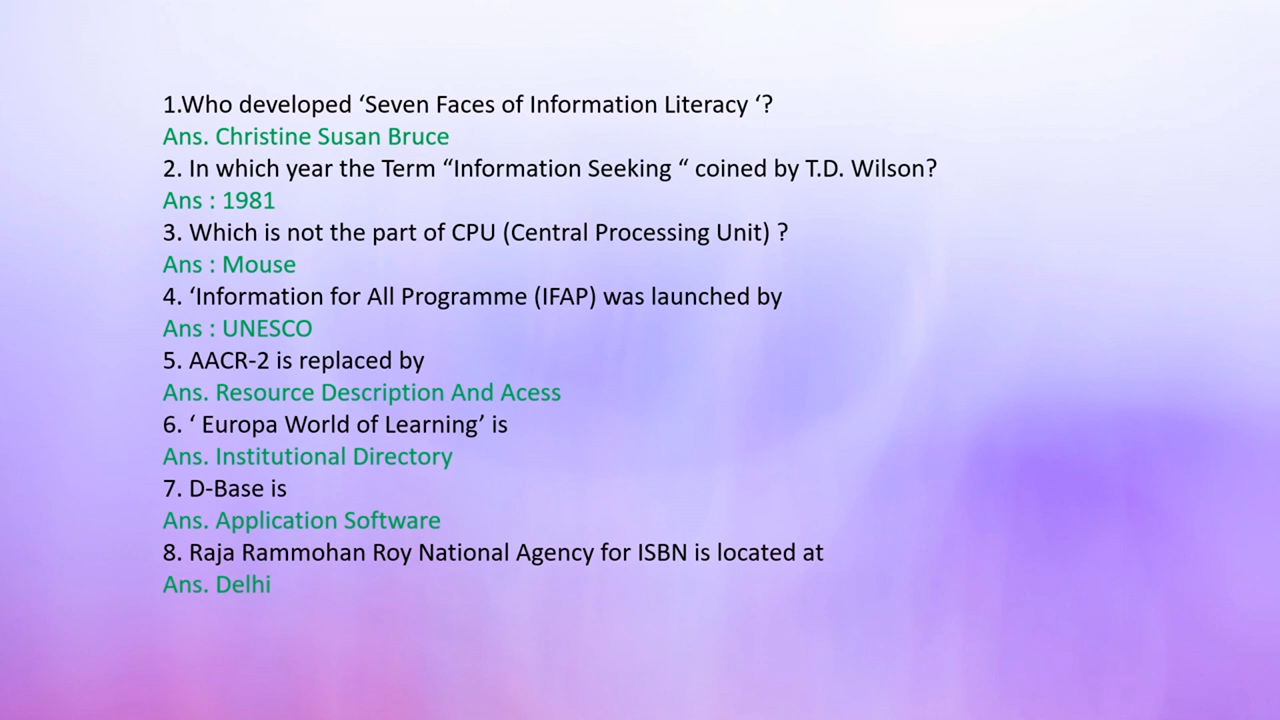 1.Who developed ‘Seven Faces of Information Literacy ‘?
Ans. Christine Susan Bruce
2. In which year the Term “Information Seeking “ coined by T.D. Wilson?
Ans : 1981
3. Which is not the part of CPU (Central Processing Unit) ?
Ans : Mouse
4. ‘Information for All Programme (IFAP) was launched by
Ans : UNESCO
5. AACR-2 is replaced by
Ans. Resource Description And Acess
6. ‘ Europa World of Learning’ is
Ans. Institutional Directory
7. D-Base is
Ans. Application Software
8. Raja Rammohan Roy National Agency for ISBN is located at
Ans. Delhi